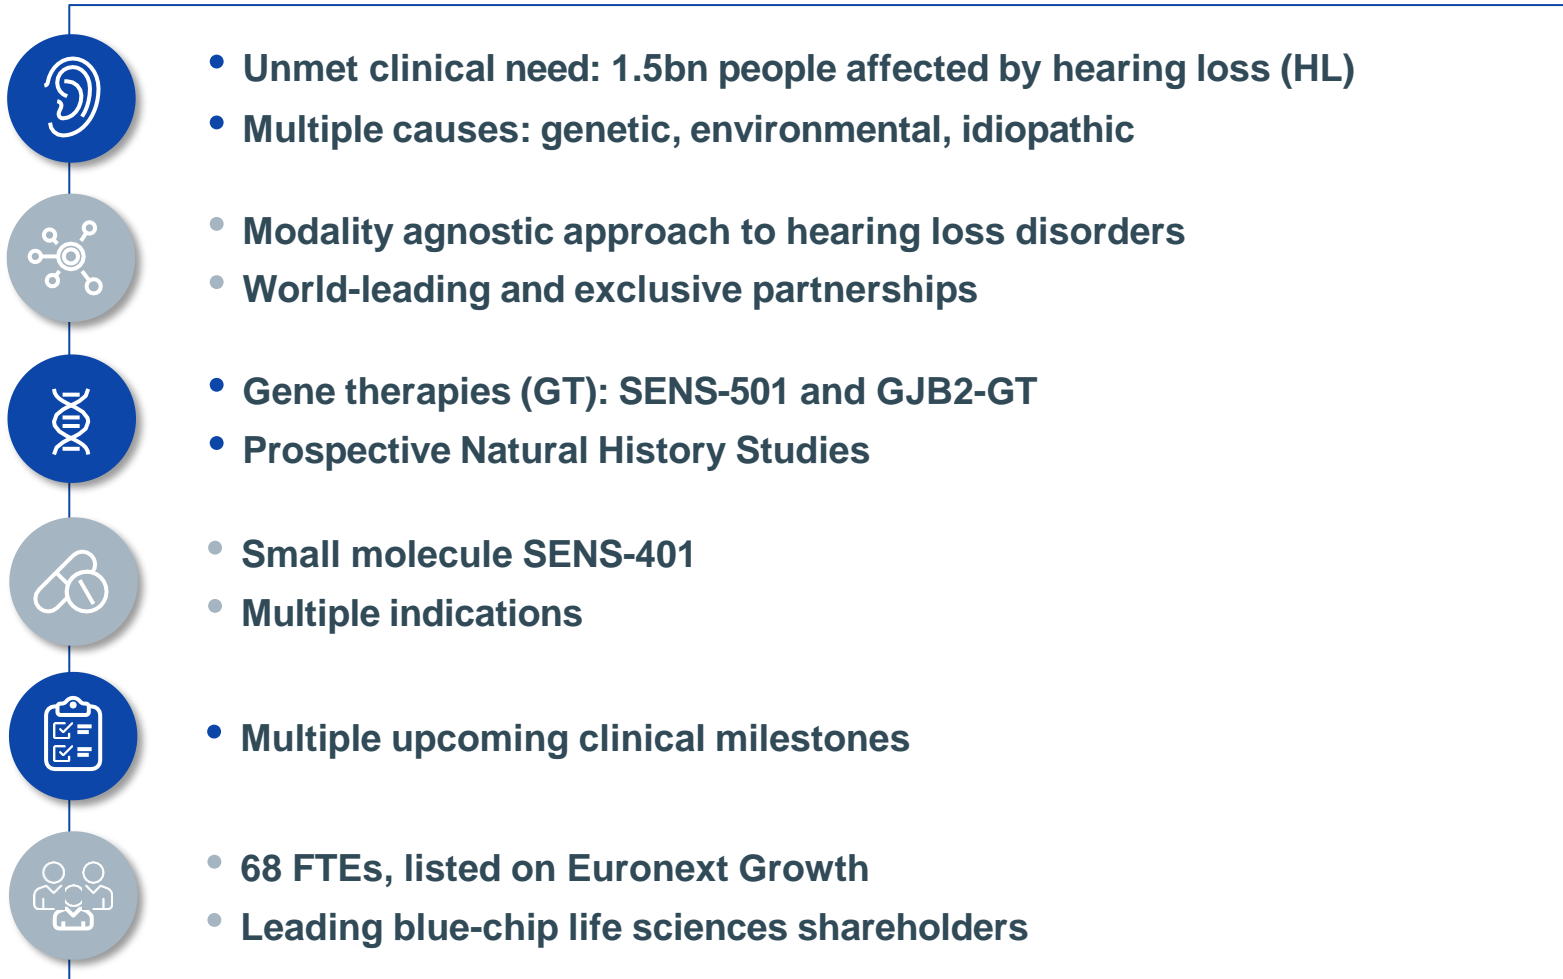 • Unmet clinical need: 1.5bn people affected by hearing loss (HL)
• Multiple causes: genetic, environmental, idiopathic
• Modality agnostic approach to hearing loss disorders
• World-leading and exclusive partnerships
• Gene therapies (GT): SENS-501 and GJB2-GT
• Prospective Natural History Studies
• Small molecule SENS-401
• Multiple indications
• Multiple upcoming clinical milestones
• 68 FTEs, listed on Euronext Growth
• Leading blue-chip life sciences shareholders